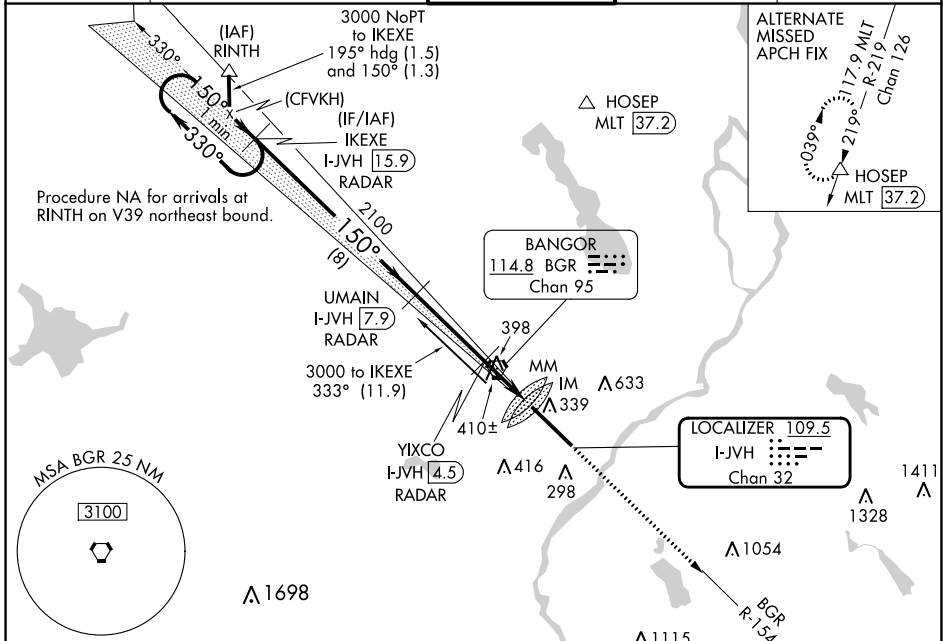 3000 NoPT
to IKEXE
195° hdg (1.5)
and 150° (1.3)
(IAF)
RINTH
330°
150°
1 min
330°
(CFVKH)
(IF/IAF)
IKEXE
I-JVH 15.9
RADAR
HOSEP
MLT 37.2
ALTERNATE
MISSED
APCH FIX
117.9 MLT
R-219
Chan 126
039°
219°
HOSEP
MLT 37.2
Procedure NA for arrivals at
RINTH on V39 northeast bound.
2100
150°
(8)
BANGOR
114.8 BGR
Chan 95
UMAIN
I-JVH 7.9
RADAR
3000 to IKEXE
333° (11.9)
398
MM
IM
633
339
410±
YIXCO
I-JVH 4.5
RADAR
416
298
LOCALIZER 109.5
I-JVH
Chan 32
1411
1328
MSA BGR 25 NM
3100
1054
1698
BGR
R-154
1115